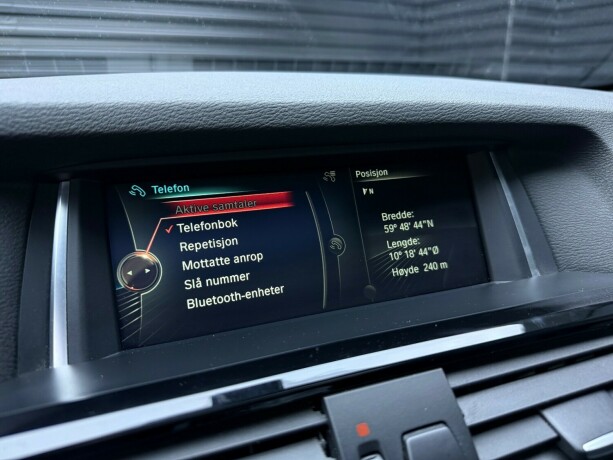 Telefon
Aktive samtaler
Telefonbok
Repetisjon
Mottatte anrop
Slå nummer
Bluetooth-enheter
Posisjon
N
Bredde:
59° 48' 44"N
Lengde:
10° 18' 44"Ø
Høyde 240 m